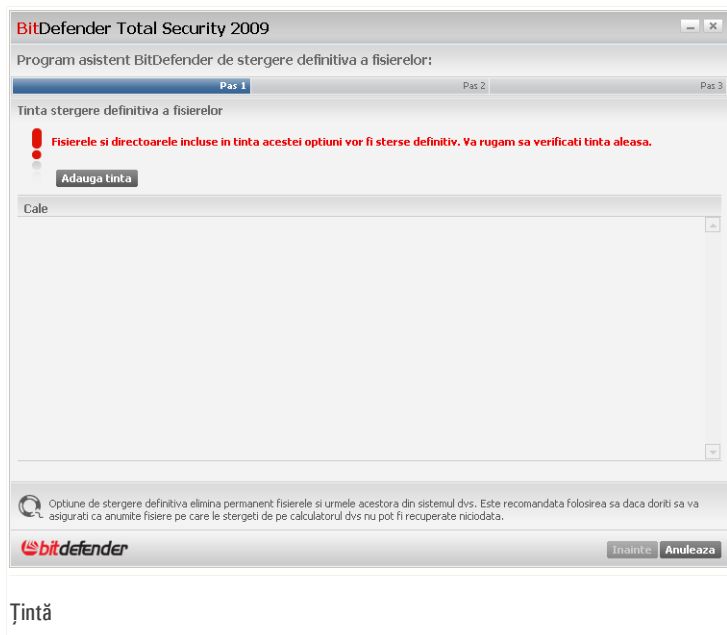 BitDefender Total Security 2009
Program asistent BitDefender de stergere definitiva a fisierelor:
Pas 1
Pas 2
Pas 3
Tinta stergere definitiva a fisierelor
Fisierele si directoarele incluse in tinta acestei optiuni vor fi sterse definitiv. Va rugam sa verificati tinta aleasa.
Adauga tinta
Cale
Optiune de stergere definitiva elimina permanent fisierele si urmele acestora din sistemul dvs. Este recomandata folosirea sa daca doriti sa va
asigurati ca anumite fisiere pe care le stergeti de pe calculatorul dvs nu pot fi recuperate niciodata.
bitdefender
Inainte
Anuleaza
Țintă